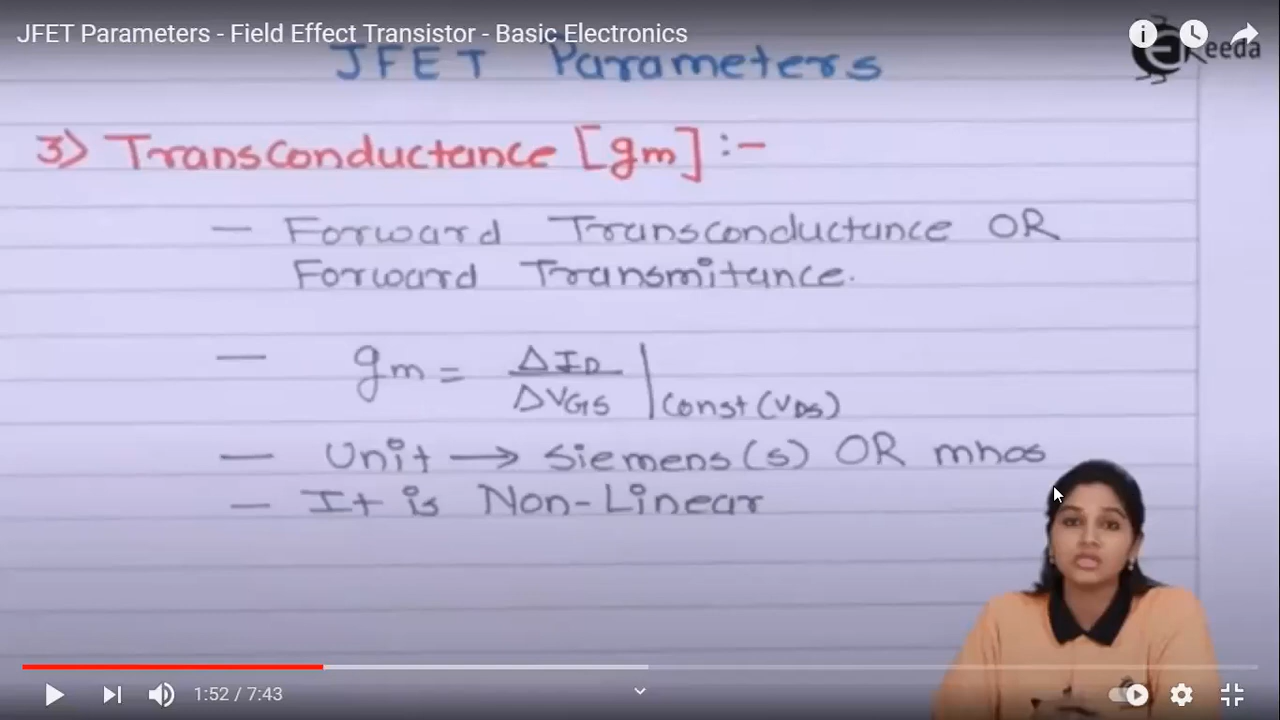 JFET Parameters - Field Effect Transistor - Basic Electronics
JFET Parameters
eKeeda
3) Transconductance [gm] :-
— Forward Transconductance OR
Forward Transmitance.
— gm = ΔID / ΔVGS | Const (VDS)
— Unit → Siemens (s) OR mhos
— It is Non-Linear
1:52 / 7:43